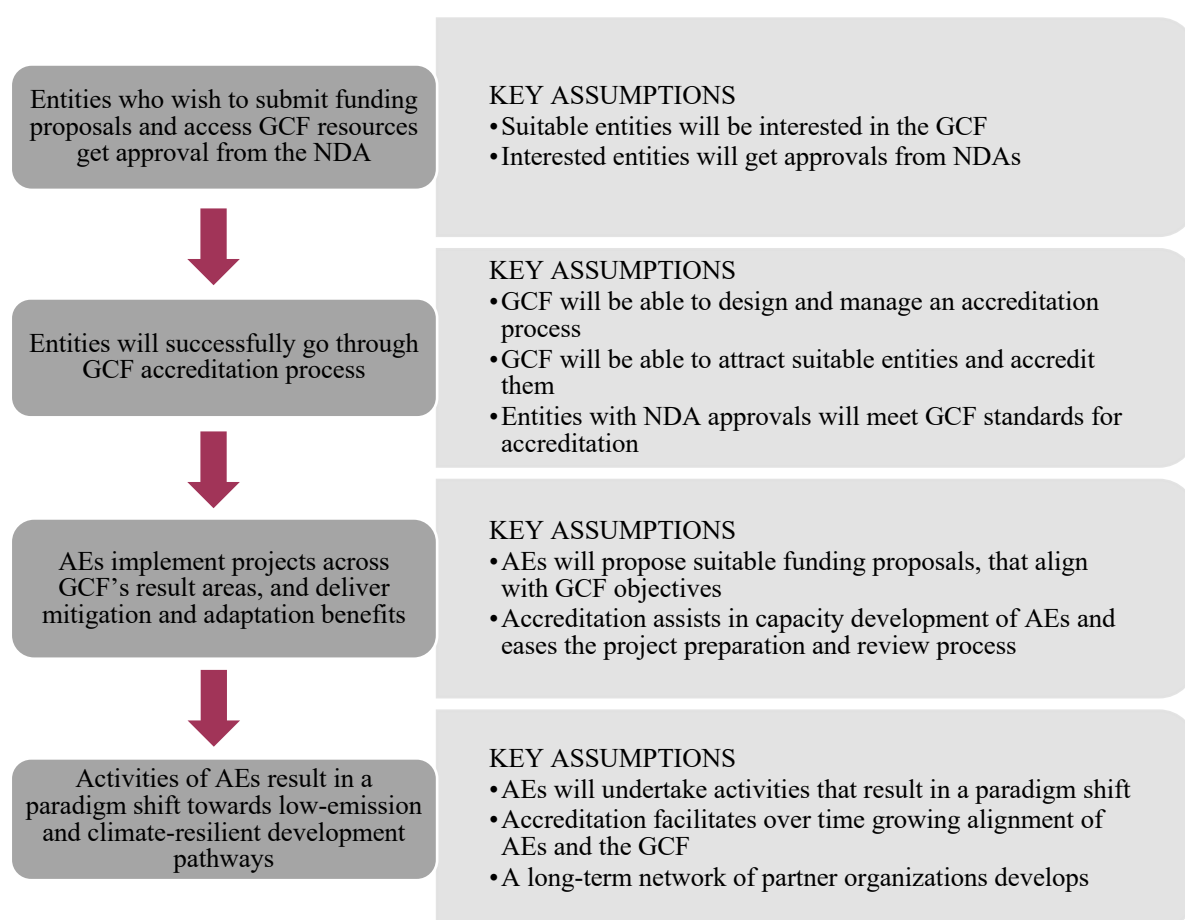 Entities who wish to submit funding
proposals and access GCF resources
get approval from the NDA
KEY ASSUMPTIONS
•Suitable entities will be interested in the GCF
•Interested entities will get approvals from NDAs
Entities will successfully go through
GCF accreditation process
KEY ASSUMPTIONS
•GCF will be able to design and manage an accreditation
process
•GCF will be able to attract suitable entities and accredit
them
•Entities with NDA approvals will meet GCF standards for
accreditation
AEs implement projects across
GCF’s result areas, and deliver
mitigation and adaptation benefits
KEY ASSUMPTIONS
•AEs will propose suitable funding proposals, that align
with GCF objectives
•Accreditation assists in capacity development of AEs and
eases the project preparation and review process
Activities of AEs result in a
paradigm shift towards low-emission
and climate-resilient development
pathways
KEY ASSUMPTIONS
•AEs will undertake activities that result in a paradigm shift
•Accreditation facilitates over time growing alignment of
AEs and the GCF
•A long-term network of partner organizations develops